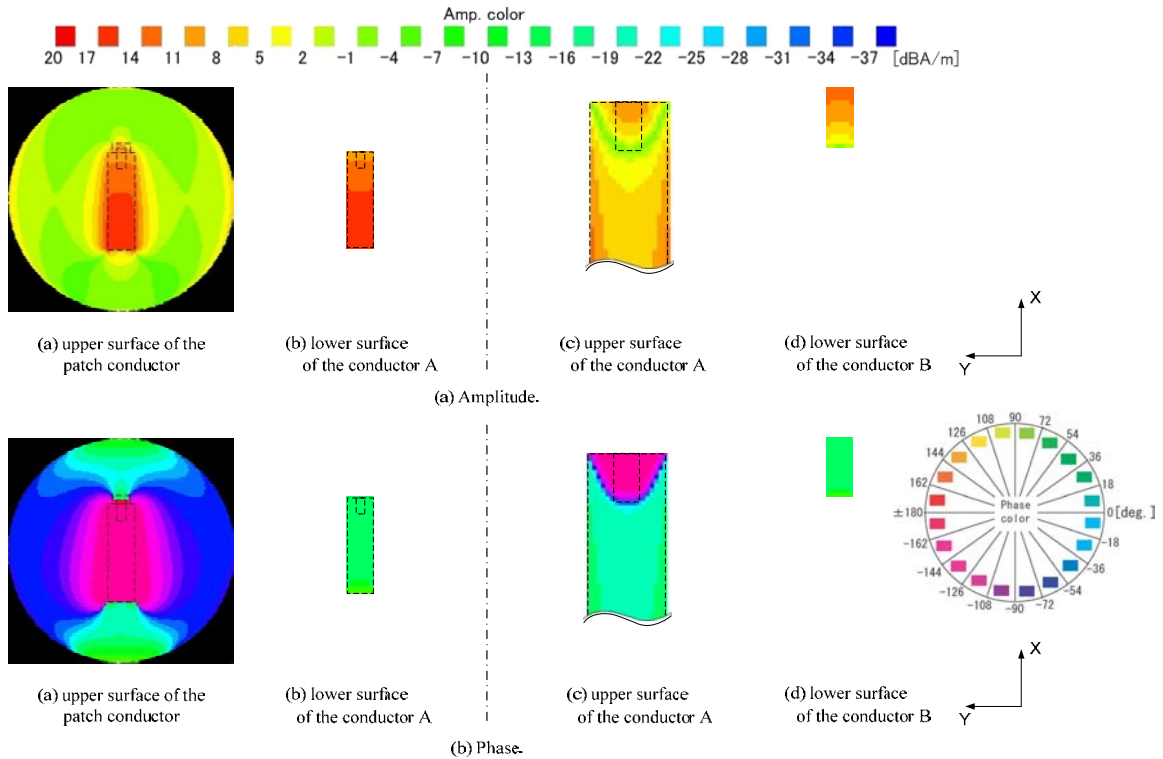 Amp. color
20 17 14 11 8 5 2 -1 -4 -7 -10 -13 -16 -19 -22 -25 -28 -31 -34 -37 [dBA/m]
(a) upper surface of the
patch conductor
(b) lower surface
of the conductor A
(c) upper surface
of the conductor A
(d) lower surface
of the conductor B
X
Y
(a) Amplitude.
90
108
72
126
54
144
36
162
18
±180
Phase
color
0[deg.]
-162
-18
-144
-36
-126
-54
-108
-72
-90
(a) upper surface of the
patch conductor
(b) lower surface
of the conductor A
(c) upper surface
of the conductor A
(d) lower surface
of the conductor B
X
Y
(b) Phase.